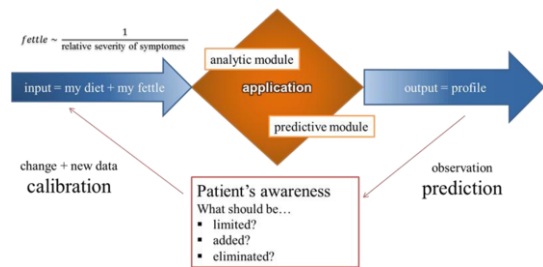 fettle ~ 1 / relative severity of symptomes
analytic module
input = my diet + my fettle
application
output = profile
predictive module
change + new data
calibration
observation
prediction
Patient's awareness
What should be…
▪ limited?
▪ added?
▪ eliminated?